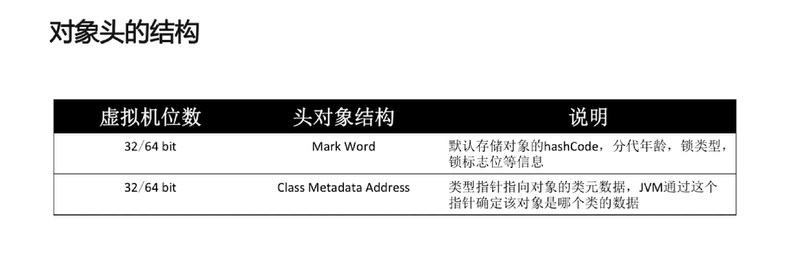 对象头的结构
虚拟机位数 头对象结构 说明
32/64 bit Mark Word 默认存储对象的hashCode，分代年龄，锁类型，
锁标志位等信息
32/64 bit Class Metadata Address 类型指针指向对象的类元数据，JVM通过这个
指针确定该对象是哪个类的数据